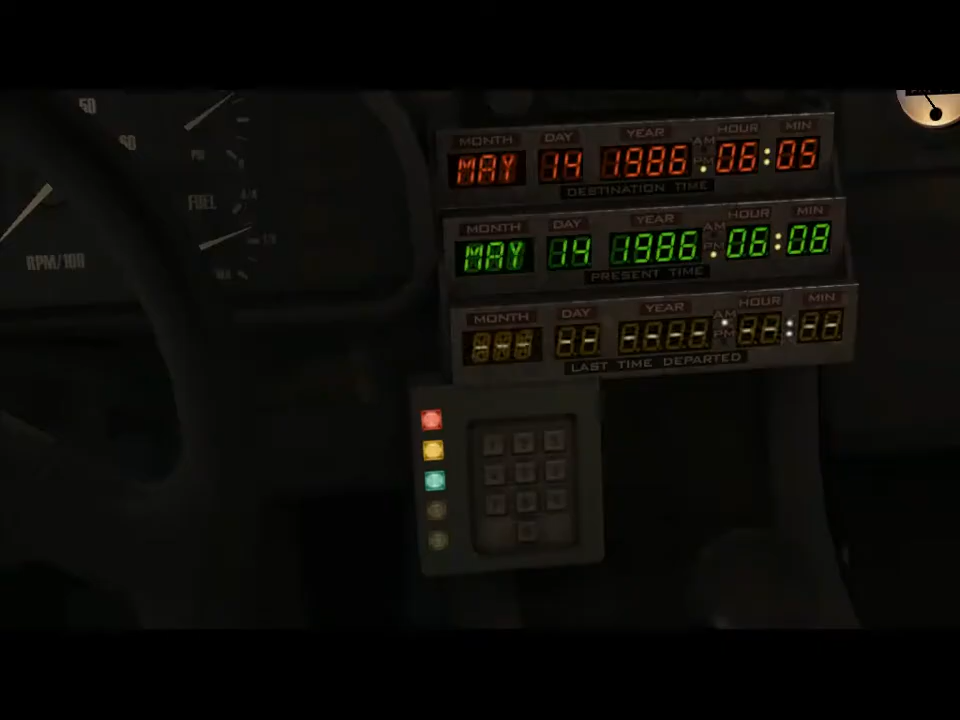 50
60
FUEL
RPM/100
MONTH DAY YEAR AM PM HOUR MIN
MAY 14 1986 06:05
DESTINATION TIME
MONTH DAY YEAR AM PM HOUR MIN
MAY 14 1986 06:08
PRESENT TIME
MONTH DAY YEAR AM PM HOUR MIN
--- -- ---- --:--
LAST TIME DEPARTED